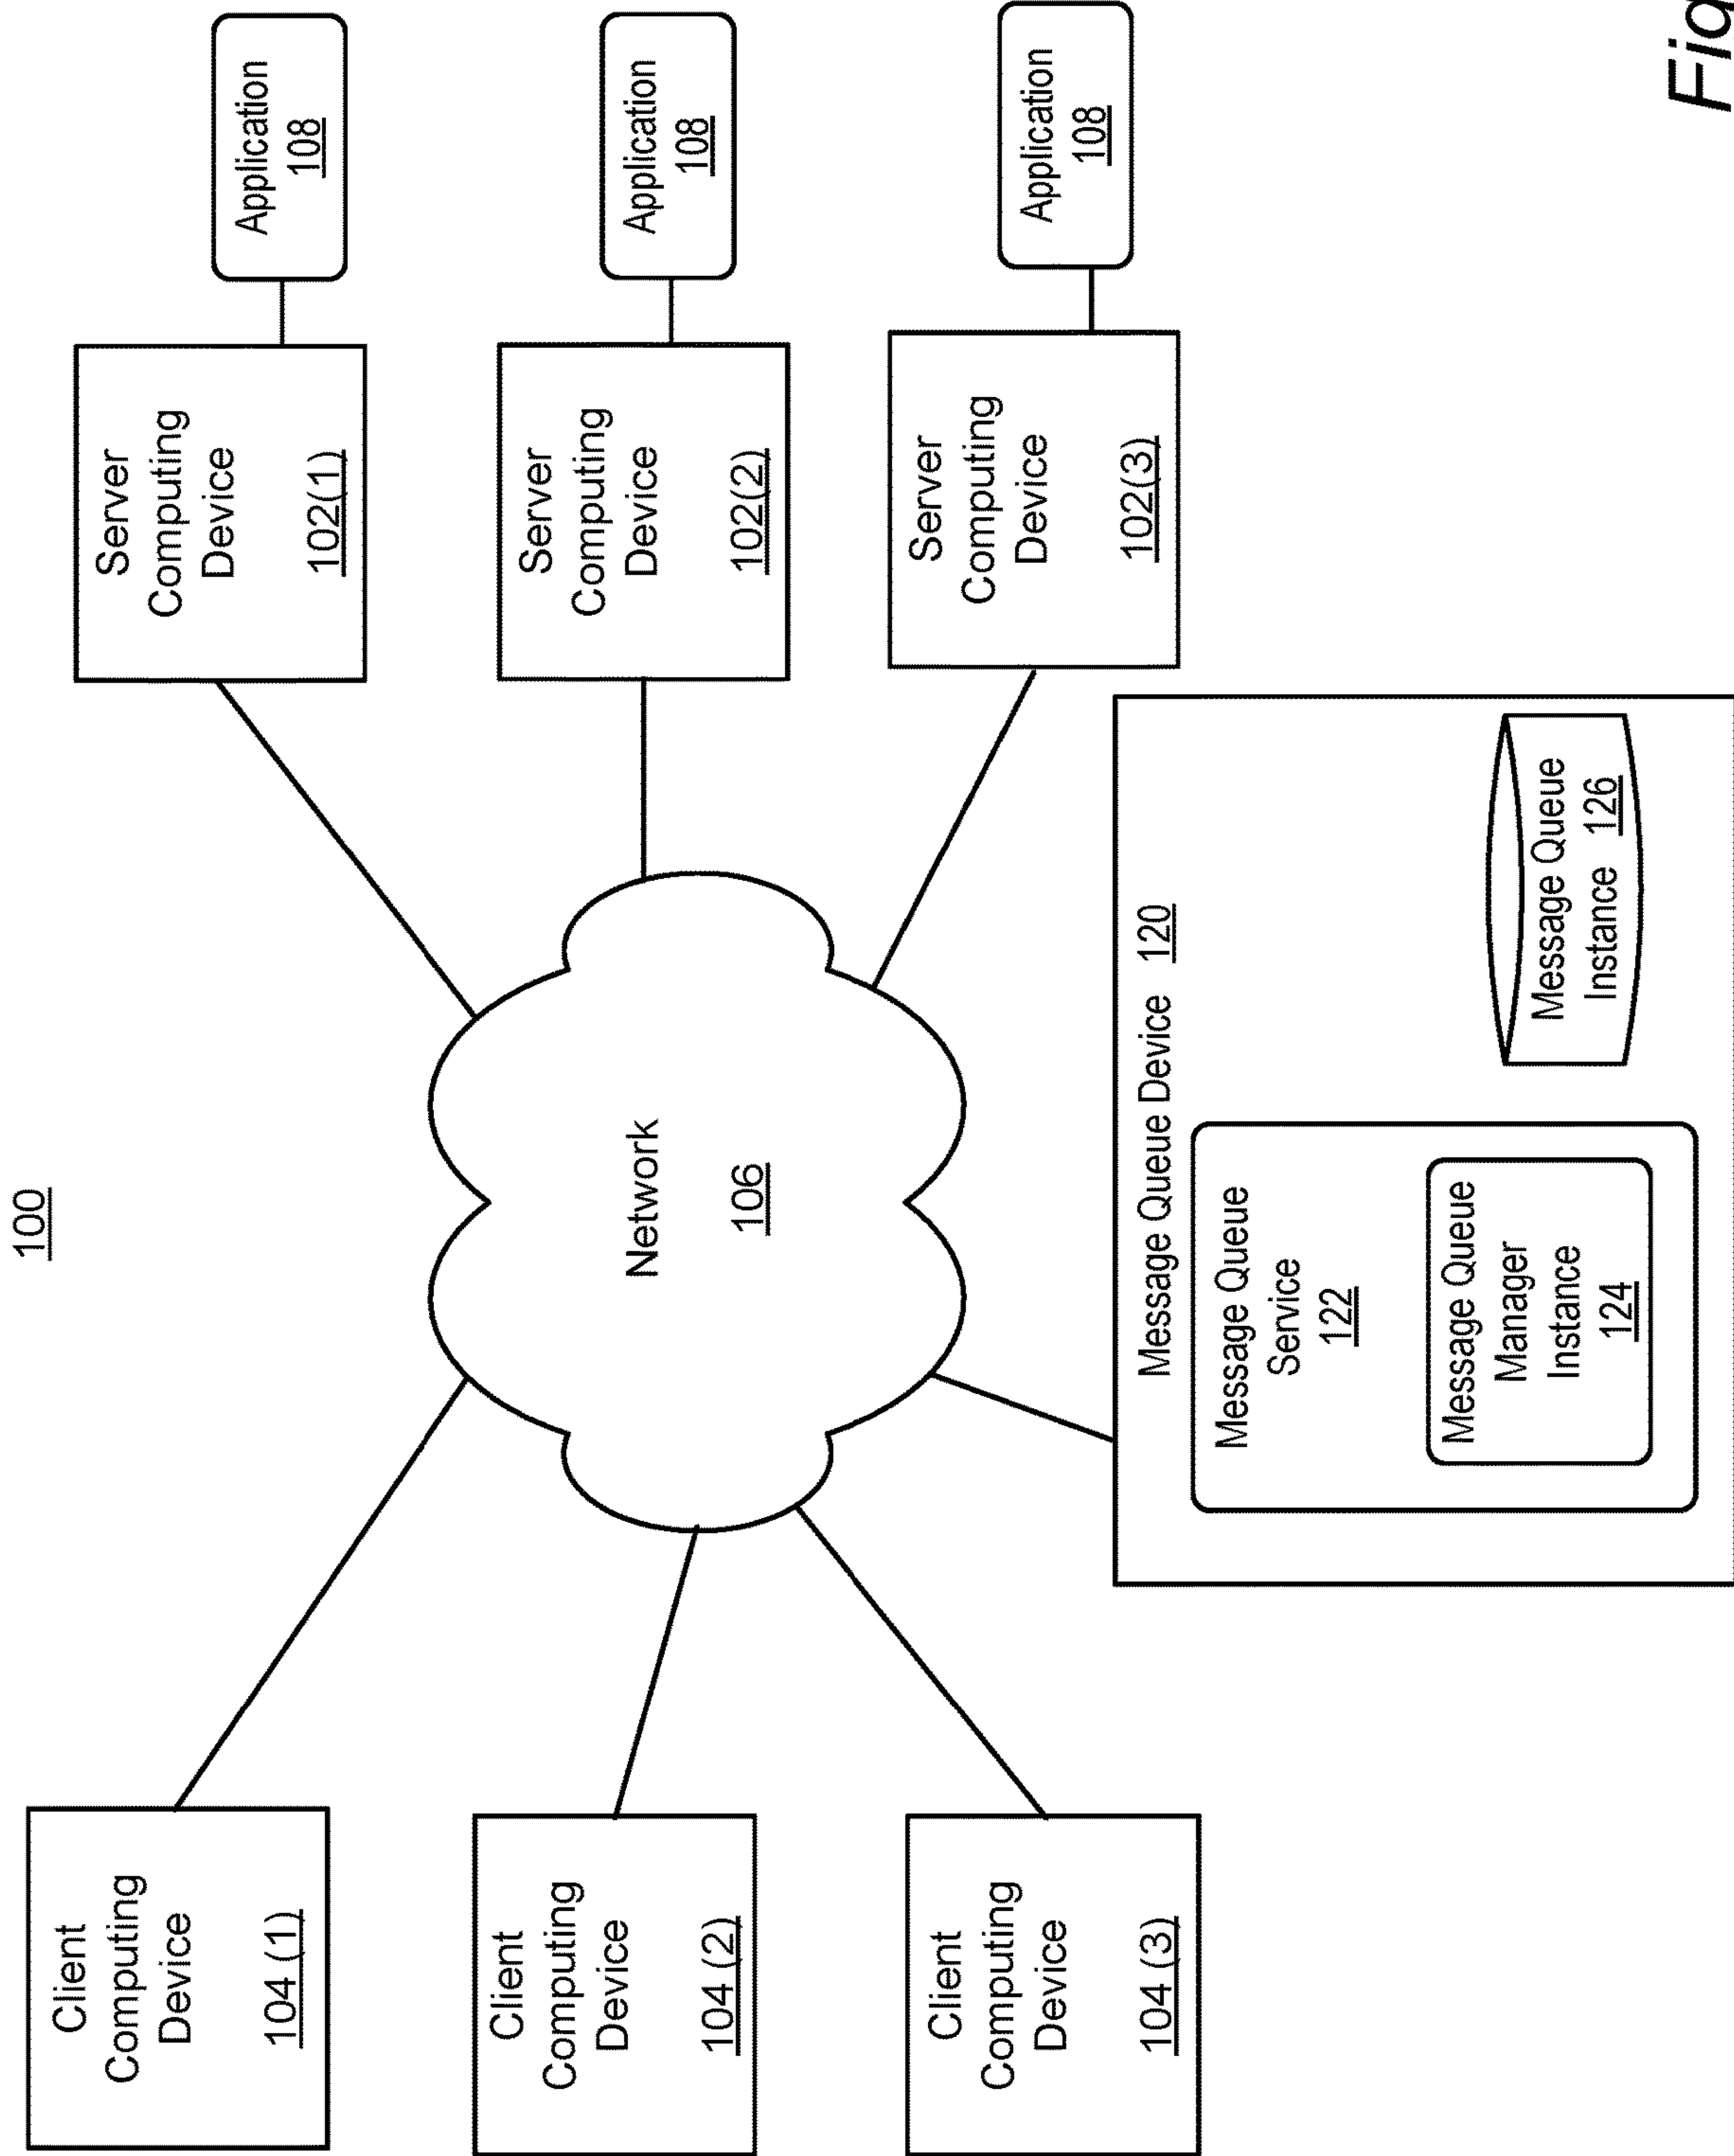 100
Client
Computing
Device
104 (1)
Client
Computing
Device
104 (2)
Client
Computing
Device
104 (3)
Network
106
Server
Computing
Device
102(1)
Server
Computing
Device
102(2)
Server
Computing
Device
102(3)
Application
108
Application
108
Application
108
Message Queue Device 120
Message Queue
Service
122
Message Queue
Manager
Instance
124
Message Queue
Instance 126